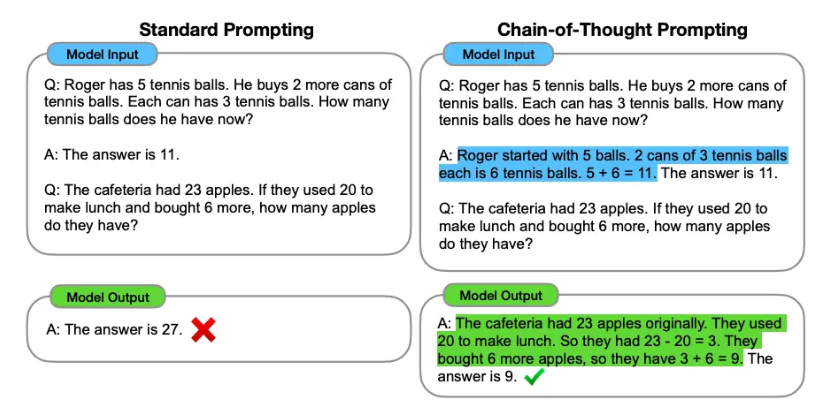 Standard Prompting
Model Input
Q: Roger has 5 tennis balls. He buys 2 more cans of
tennis balls. Each can has 3 tennis balls. How many
tennis balls does he have now?
A: The answer is 11.
Q: The cafeteria had 23 apples. If they used 20 to
make lunch and bought 6 more, how many apples
do they have?
Model Output
A: The answer is 27.
Chain-of-Thought Prompting
Model Input
Q: Roger has 5 tennis balls. He buys 2 more cans of
tennis balls. Each can has 3 tennis balls. How many
tennis balls does he have now?
A: Roger started with 5 balls. 2 cans of 3 tennis balls
each is 6 tennis balls. 5 + 6 = 11. The answer is 11.
Q: The cafeteria had 23 apples. If they used 20 to
make lunch and bought 6 more, how many apples
do they have?
Model Output
A: The cafeteria had 23 apples originally. They used
20 to make lunch. So they had 23 - 20 = 3. They
bought 6 more apples, so they have 3 + 6 = 9. The
answer is 9.